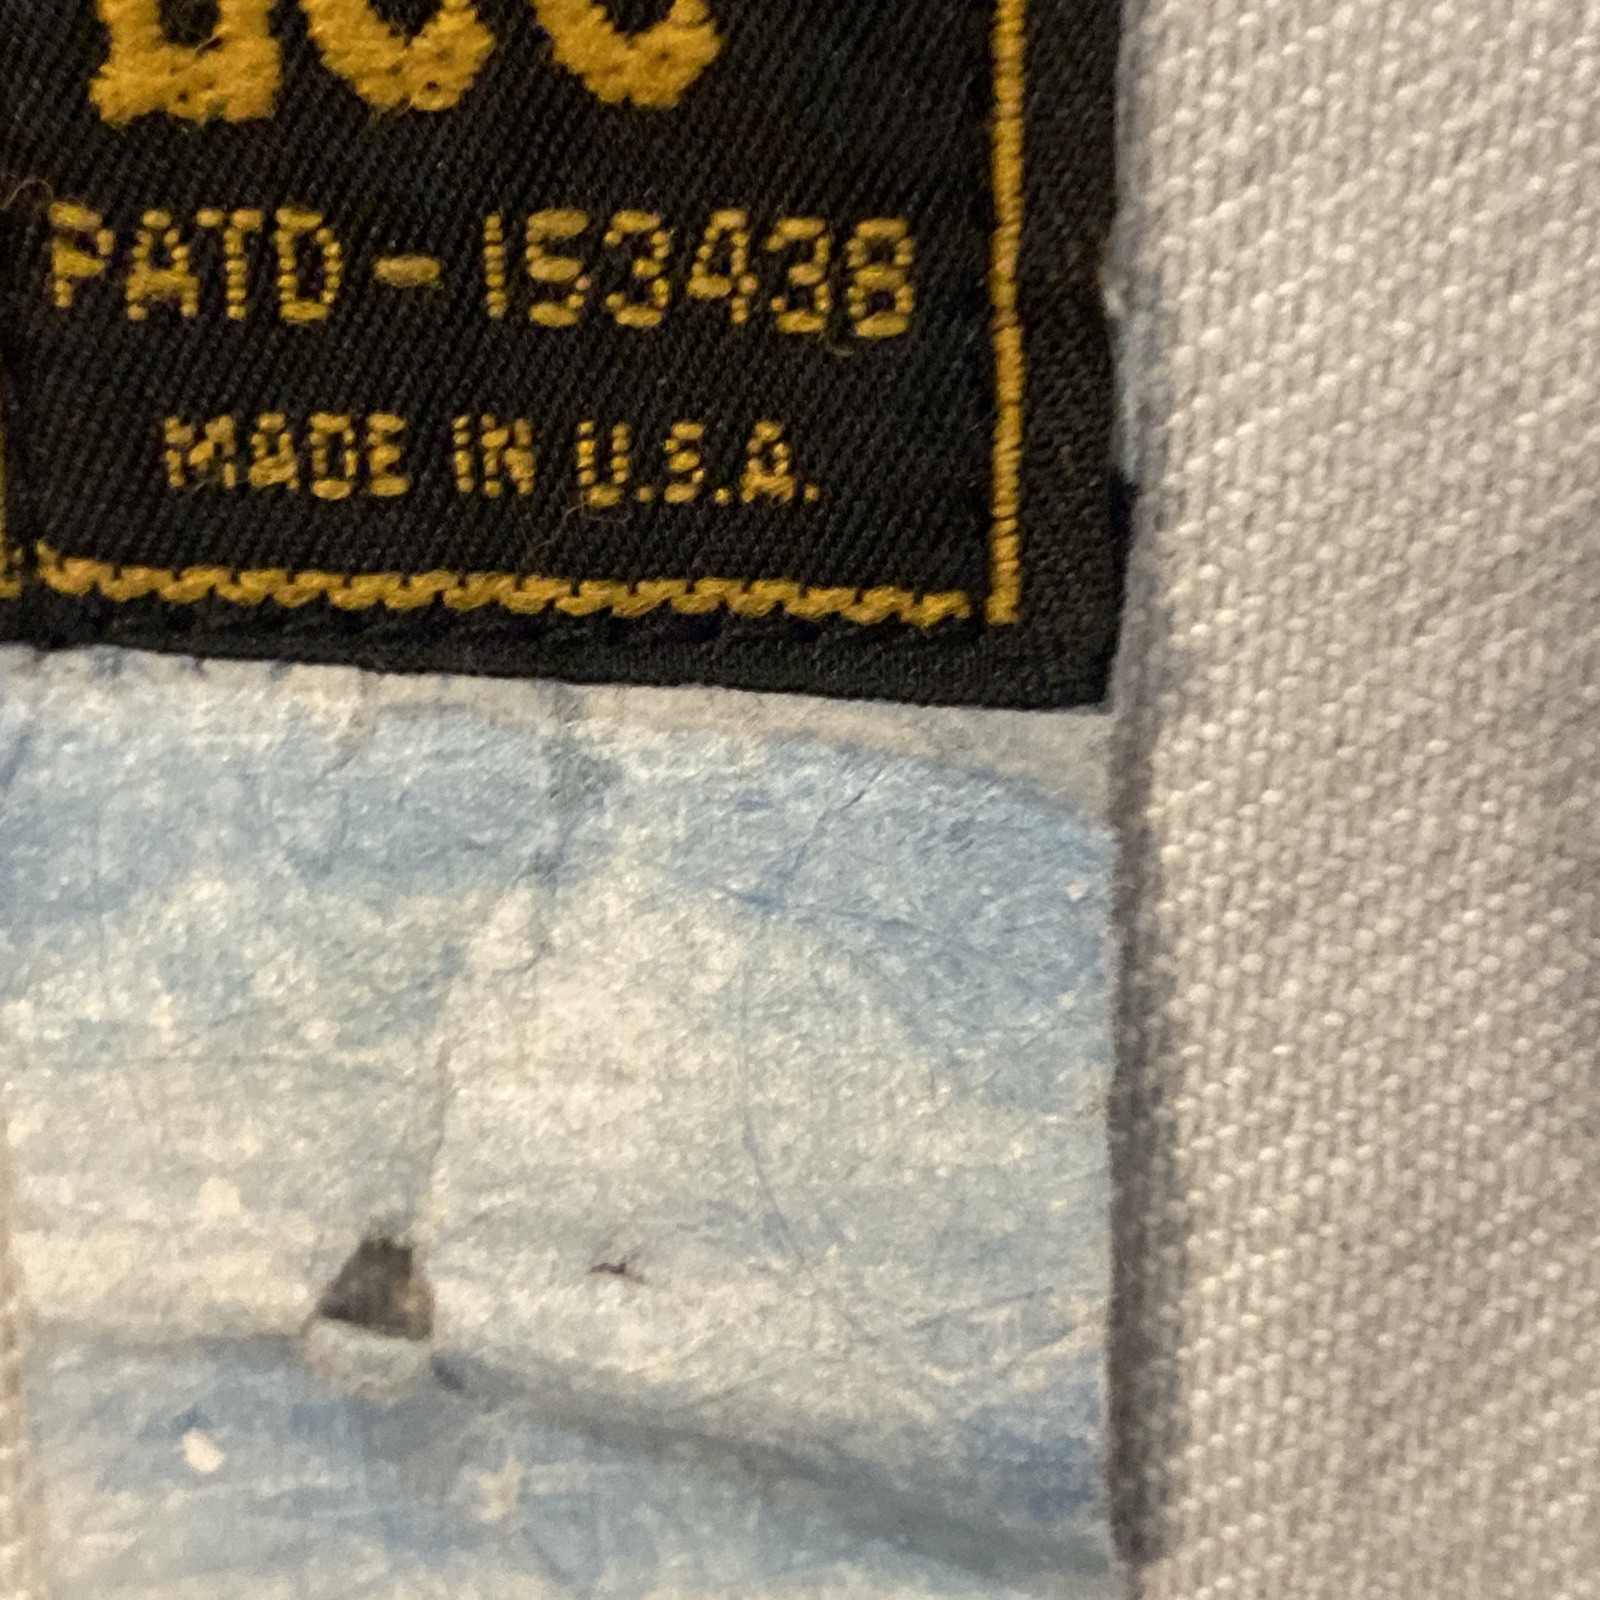 PATD - 153438
MADE IN U.S.A.